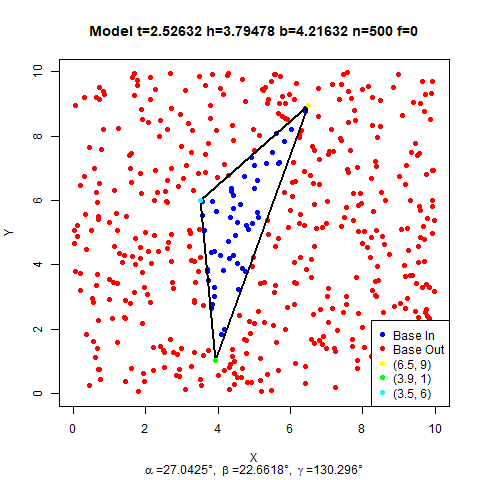 Model t=2.52632 h=3.79478 b=4.21632 n=500 f=0
10
8
6
4
2
0
Y
Base In
Base Out
(6.5, 9)
(3.9, 1)
(3.5, 6)
0 2 4 6 8 10
X
α=27.0425°, β=22.6618°, γ=130.296°